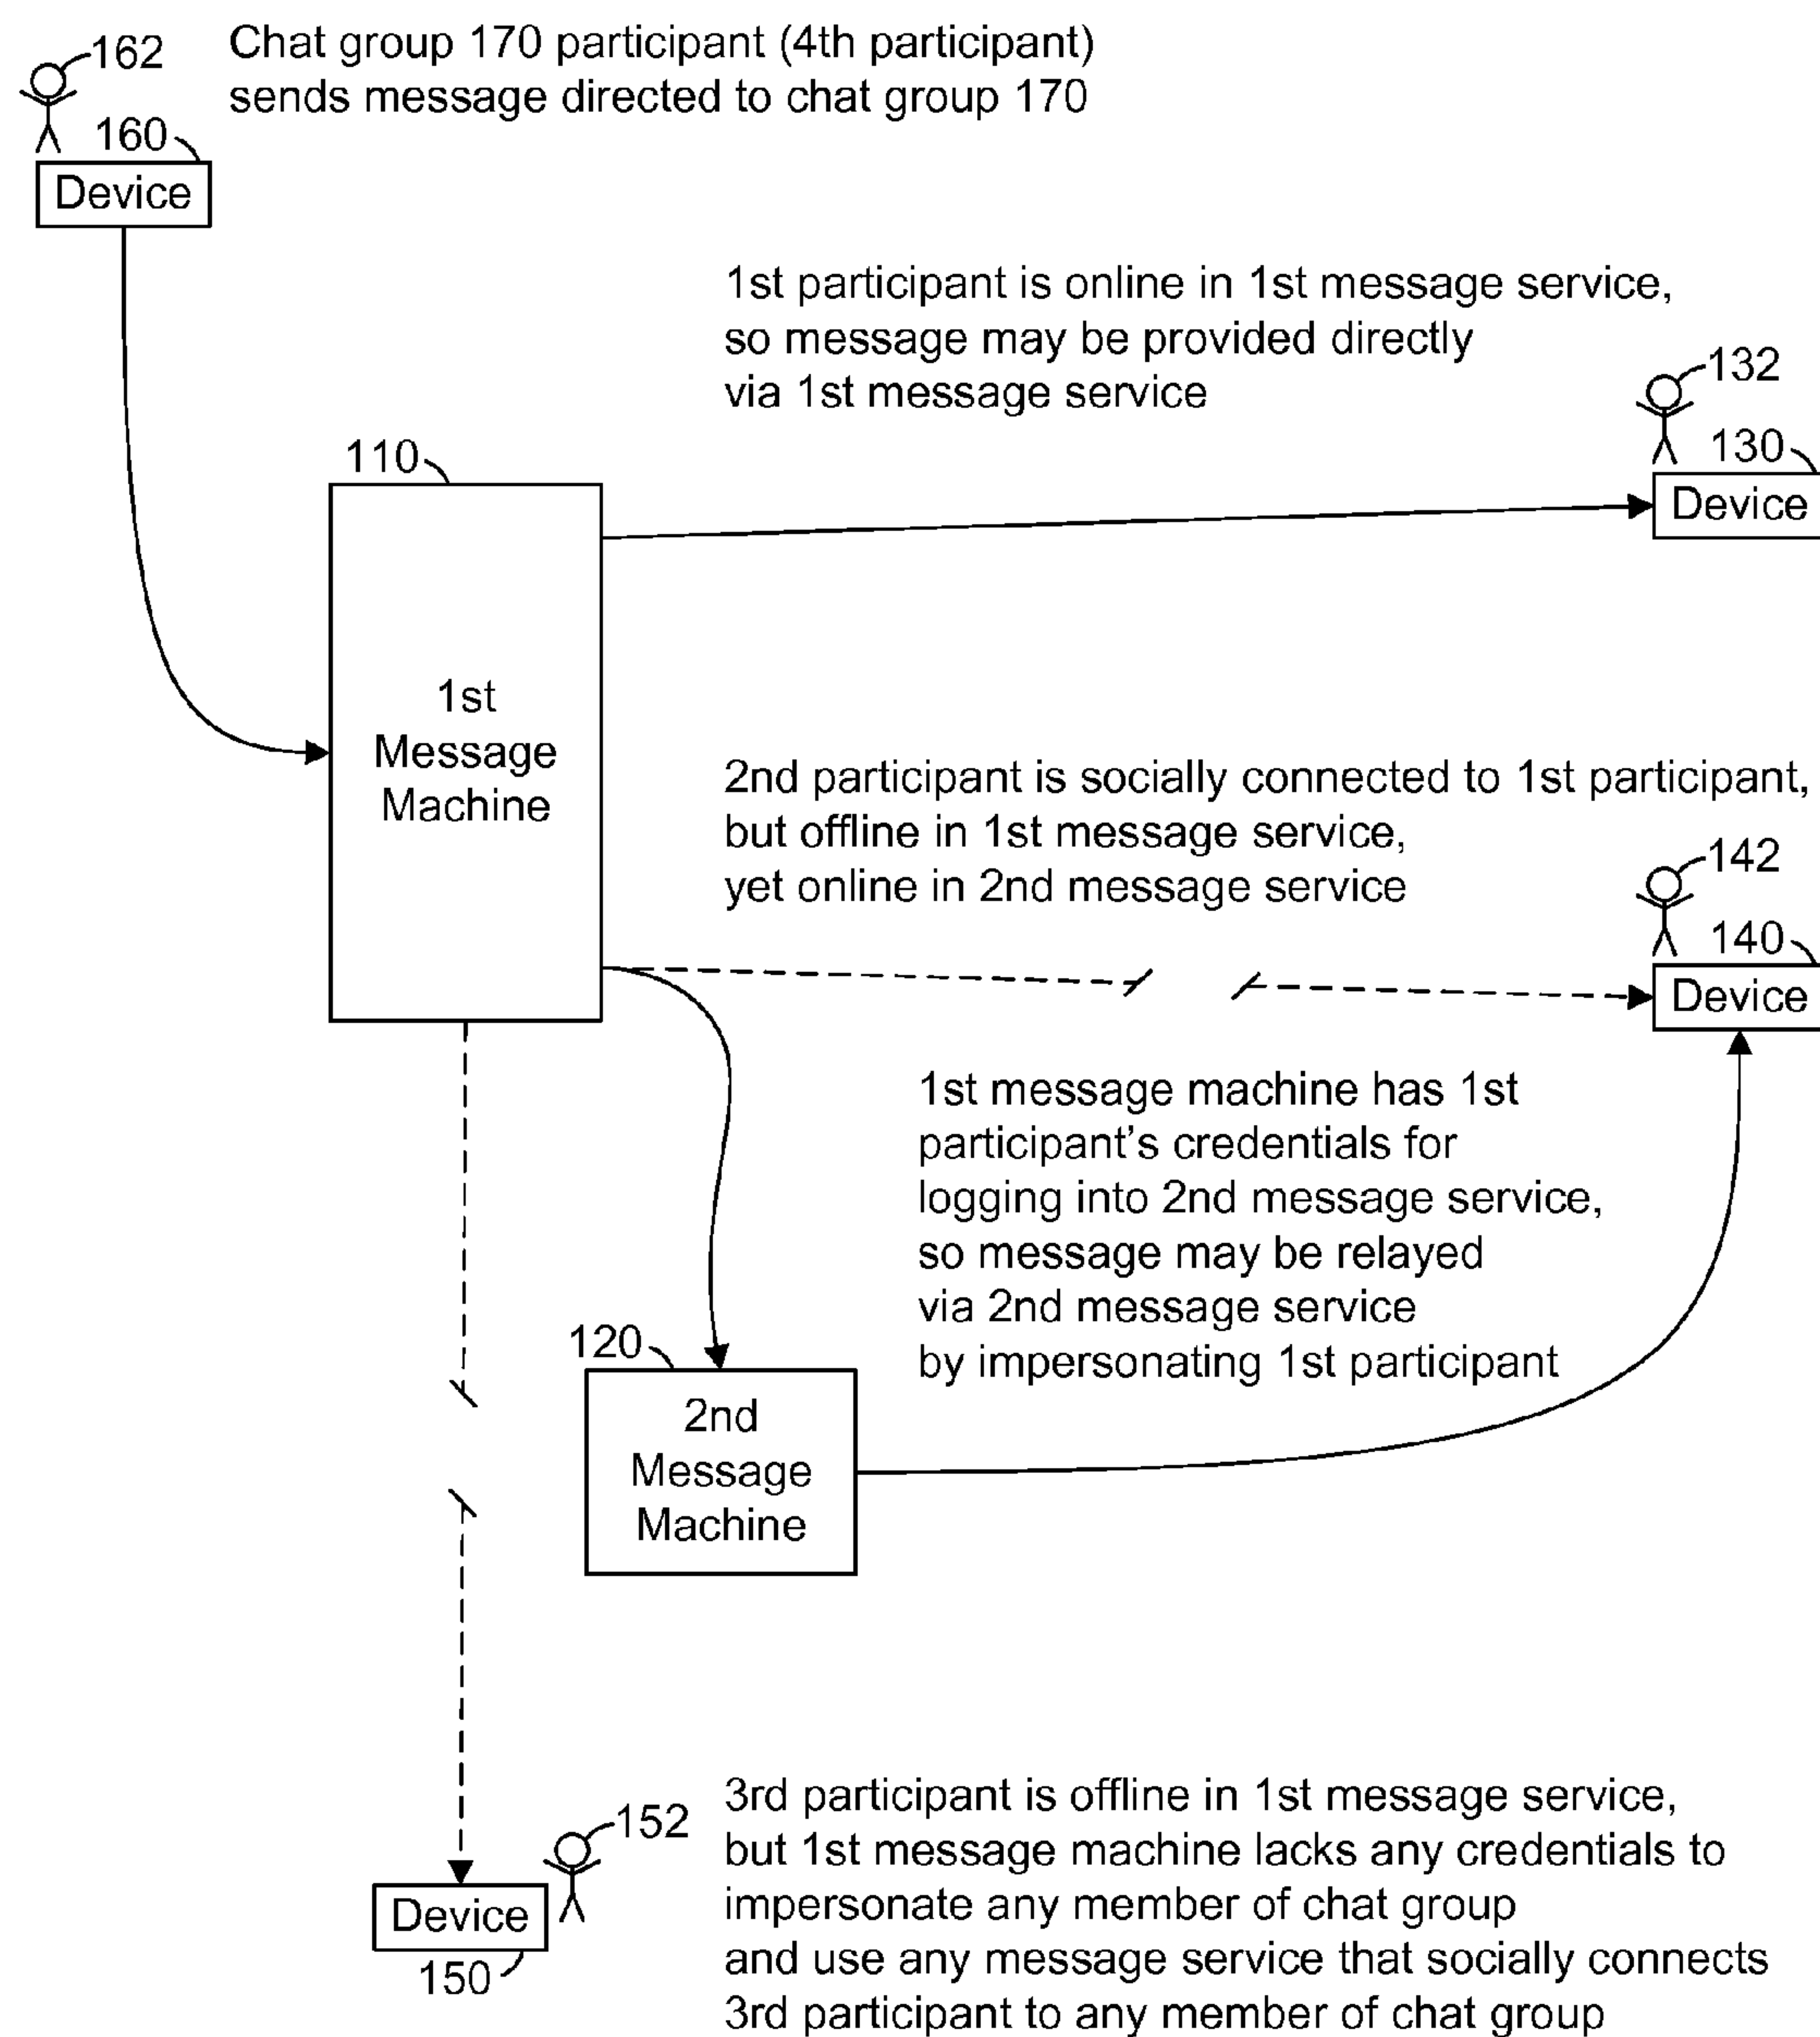 162
Chat group 170 participant (4th participant)
sends message directed to chat group 170
160
Device
1st participant is online in 1st message service,
so message may be provided directly
via 1st message service
132
130
Device
110
1st
Message
Machine
2nd participant is socially connected to 1st participant,
but offline in 1st message service,
yet online in 2nd message service
142
140
Device
1st message machine has 1st
participant’s credentials for
logging into 2nd message service,
so message may be relayed
via 2nd message service
by impersonating 1st participant
120
2nd
Message
Machine
152
Device
150
3rd participant is offline in 1st message service,
but 1st message machine lacks any credentials to
impersonate any member of chat group
and use any message service that socially connects
3rd participant to any member of chat group